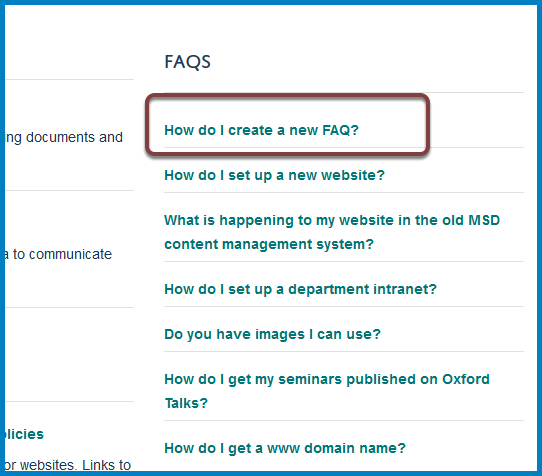 FAQS
How do I create a new FAQ?
How do I set up a new website?
What is happening to my website in the old MSD
content management system?
How do I set up a department intranet?
Do you have images I can use?
How do I get my seminars published on Oxford
Talks?
How do I get a www domain name?
ing documents and
a to communicate
olicies
or websites. Links to